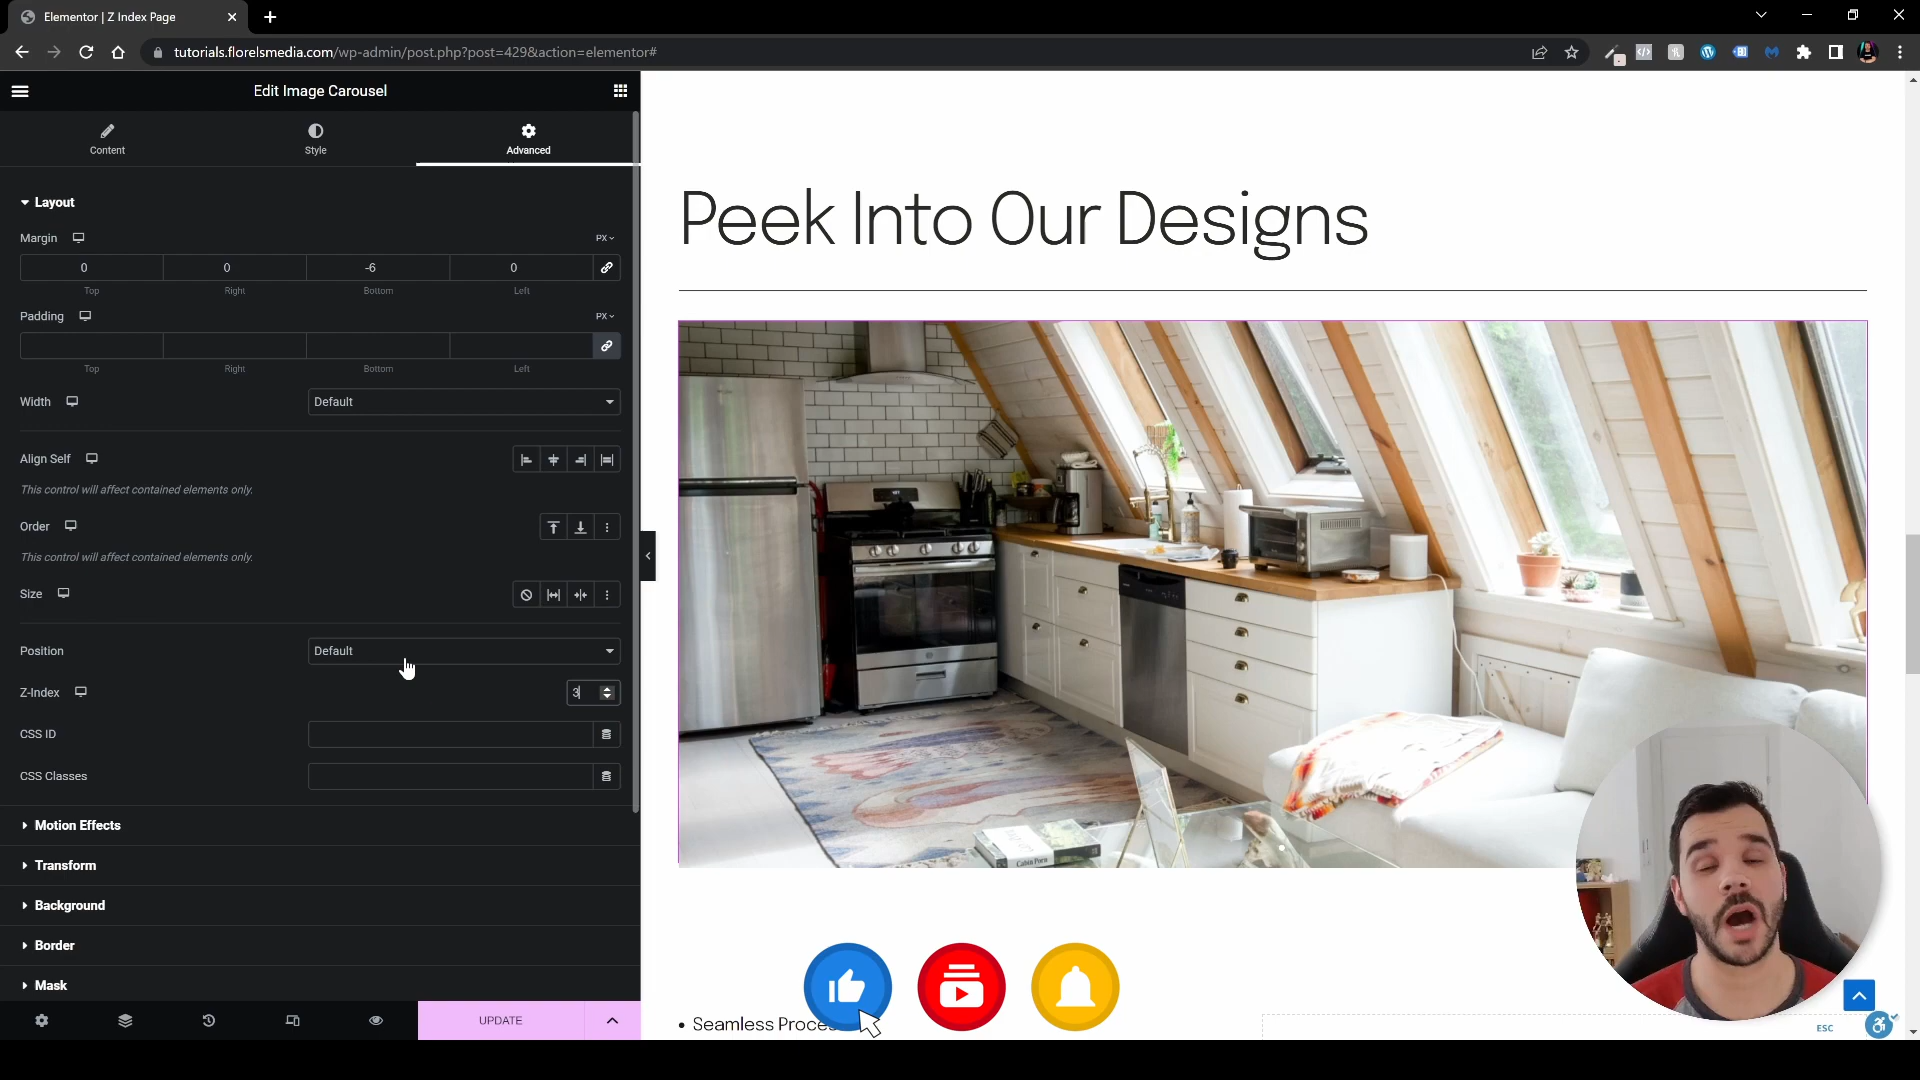 Elementor | Z Index Page
tutorials.florelsmedia.com/wp-admin/post.php?post=429&action=elementor#
Edit Image Carousel
Content
Style
Advanced
Layout
Margin
PX
0
0
-6
0
Top
Right
Bottom
Left
Padding
PX
Top
Right
Bottom
Left
Width
Default
Align Self
This control will affect contained elements only.
Order
This control will affect contained elements only.
Size
Position
Default
Z-Index
3
CSS ID
CSS Classes
Motion Effects
Transform
Background
Border
Mask
UPDATE
Peek Into Our Designs
Cabin Porn
• Seamless Proce
ESC